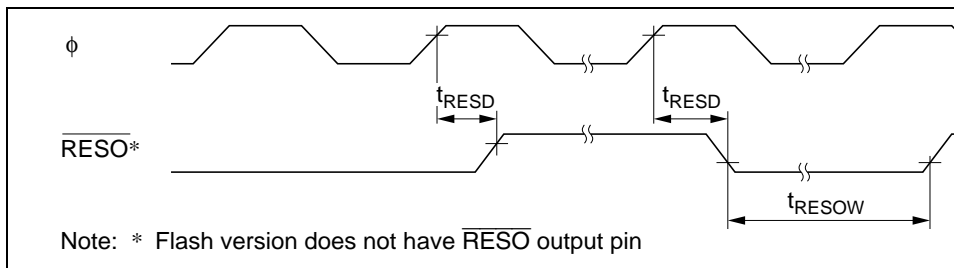 ϕ
tRESD tRESD
RESO*
tRESOW
Note: * Flash version does not have RESO output pin